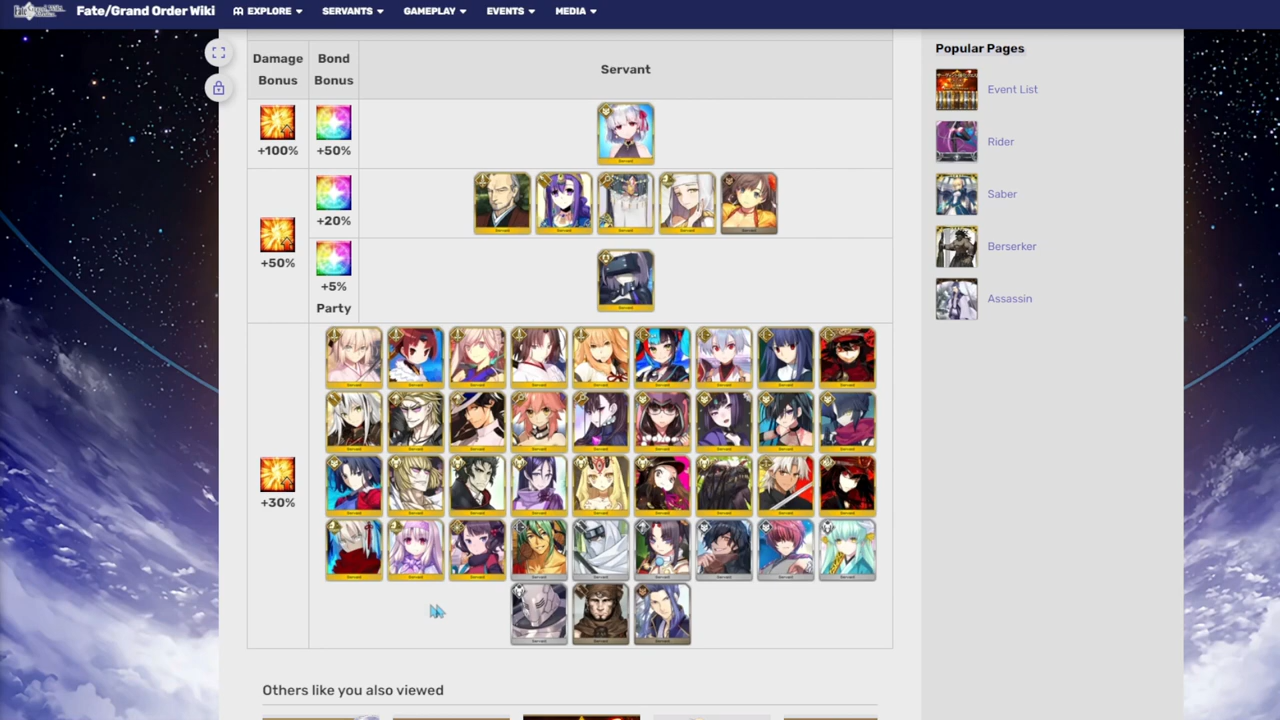 Fate/Grand Order Wiki
EXPLORE
SERVANTS
GAMEPLAY
EVENTS
MEDIA
Damage Bonus
Bond Bonus
Servant
+100%
+50%
+50%
+20%
+5% Party
+30%
Others like you also viewed
Popular Pages
Event List
Rider
Saber
Berserker
Assassin